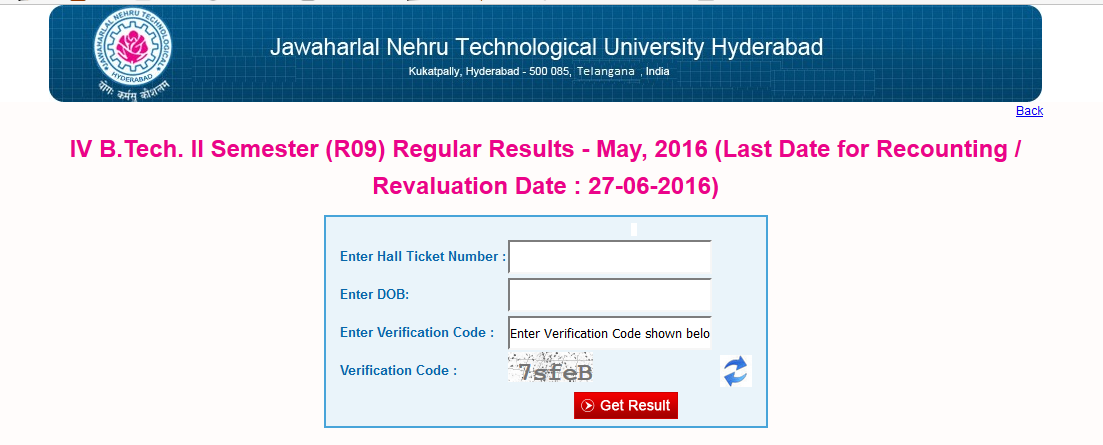 JAWAHARLAL NEHRU TECHNOLOGICAL UNIVERSITY
HYDERABAD
योगः कर्मसु कौशलम्
Jawaharlal Nehru Technological University Hyderabad
Kukatpally, Hyderabad - 500 085, Telangana , India
Back
IV B.Tech. II Semester (R09) Regular Results - May, 2016 (Last Date for Recounting /
Revaluation Date : 27-06-2016)
Enter Hall Ticket Number :
Enter DOB:
Enter Verification Code : Enter Verification Code shown belo
Verification Code : 7sfeB
Get Result